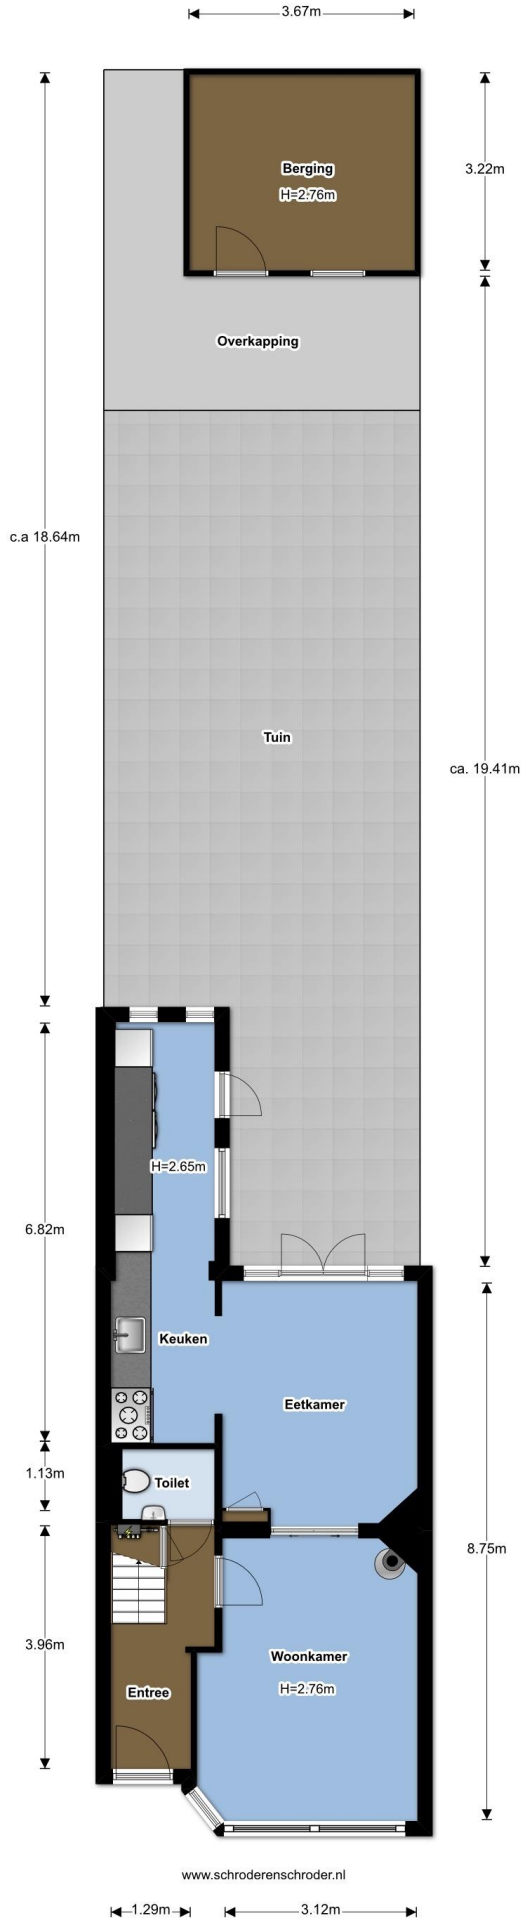 3.67m
Berging
H=2.76m
3.22m
Overkapping
c.a 18.64m
Tuin
ca. 19.41m
H=2.65m
6.82m
Keuken
Eetkamer
1.13m
Toilet
8.75m
3.96m
Woonkamer
H=2.76m
Entree
www.schroderenschroder.nl
1.29m
3.12m